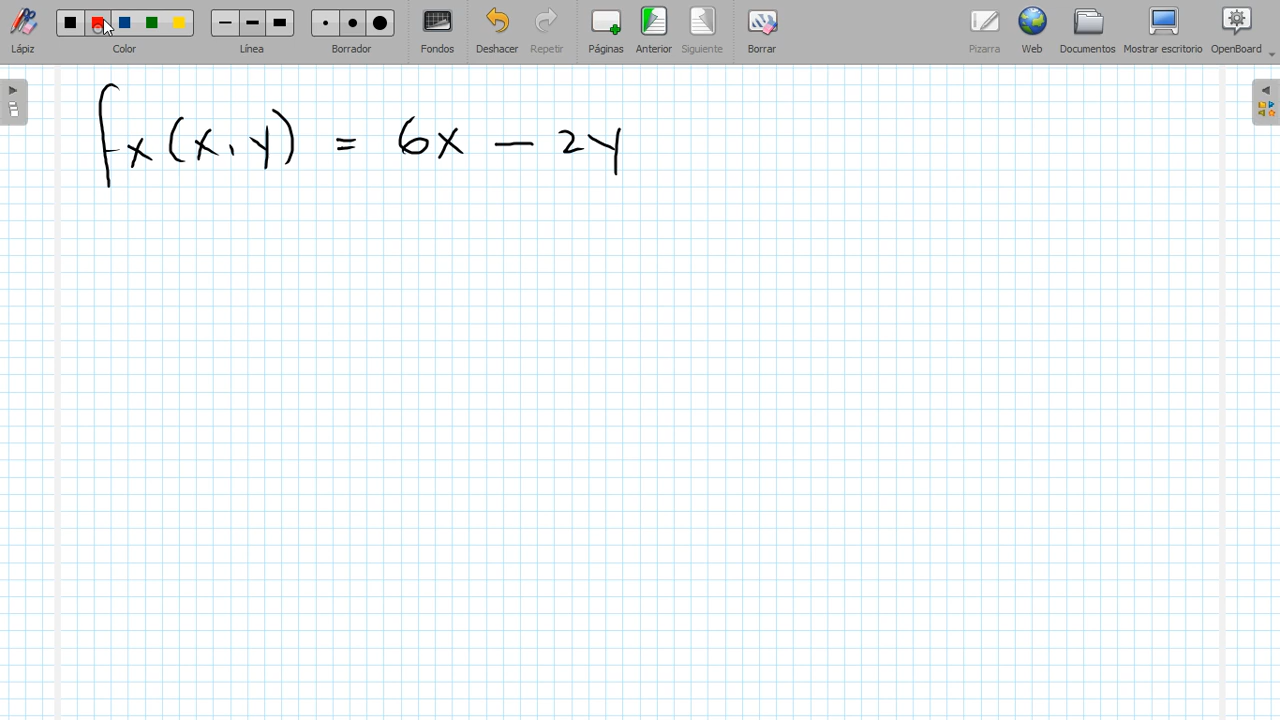 Lápiz Color Línea Borrador Fondos Deshacer Repetir Páginas Anterior Siguiente Borrar Pizarra Web Documentos Mostrar escritorio OpenBoard
fx(x,y) = 6x - 2y